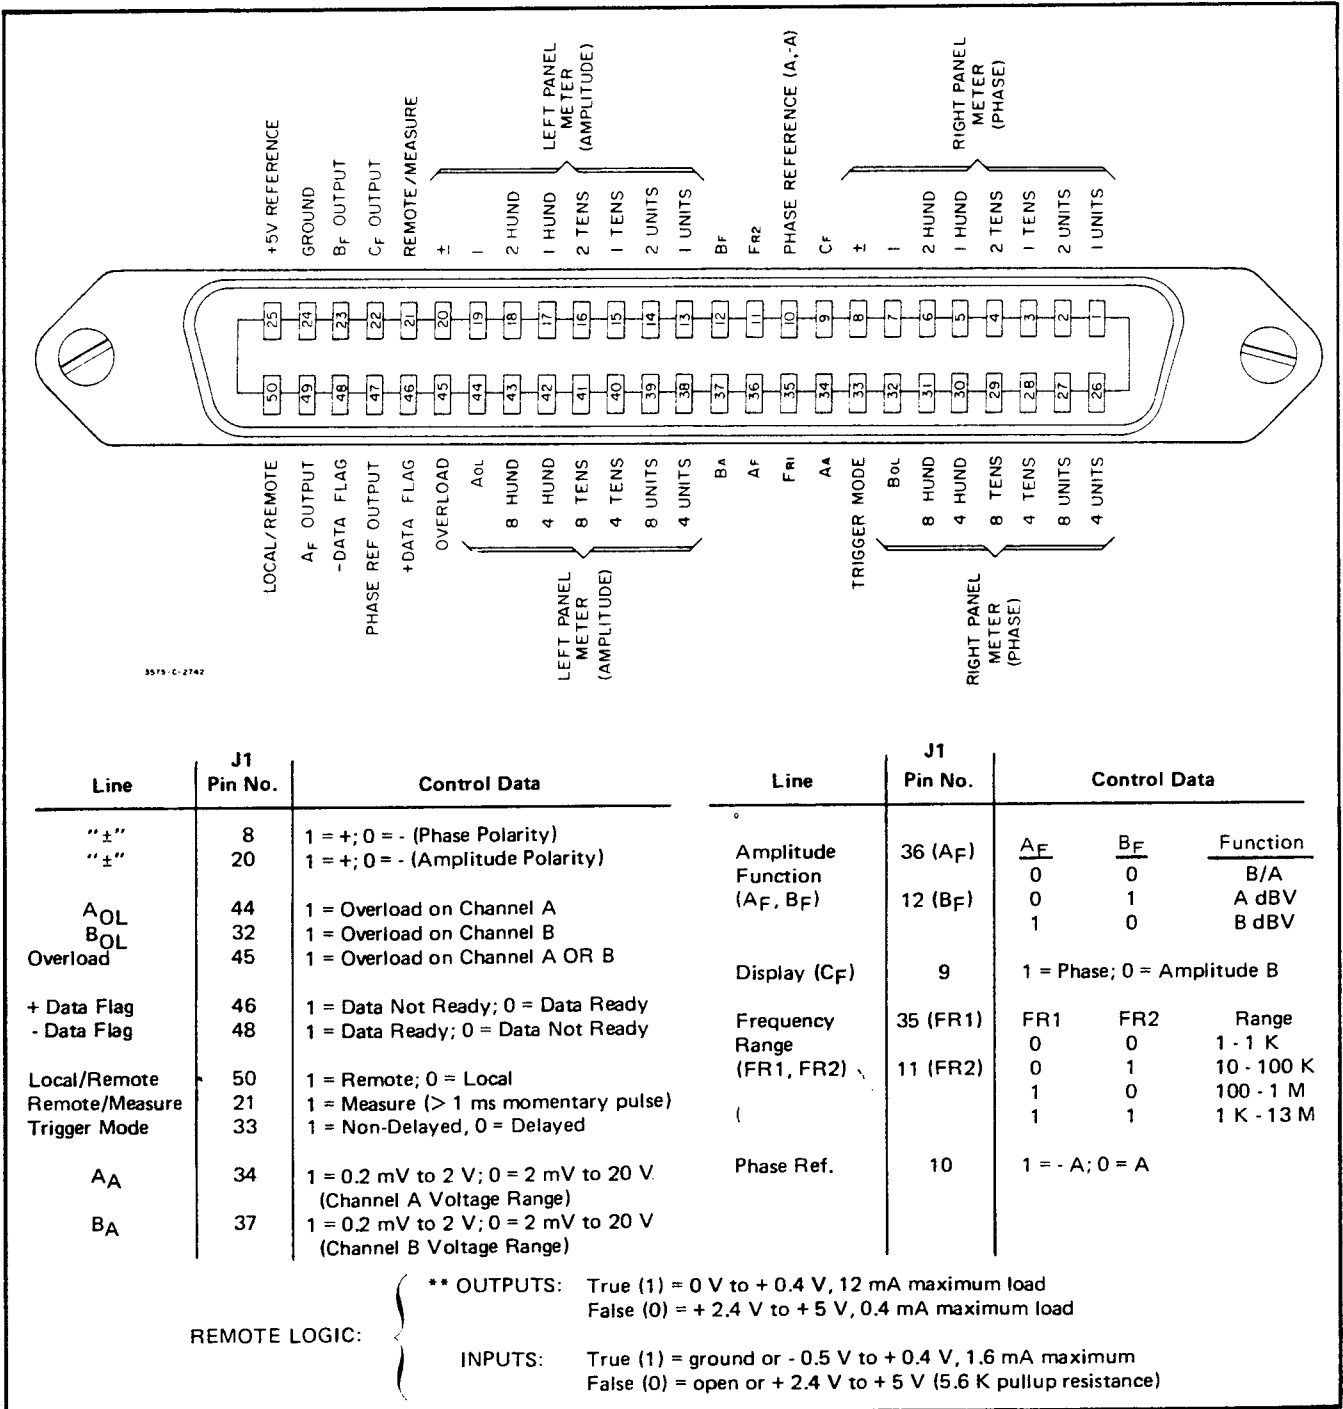 LEFT PANEL
METER
(AMPLITUDE)
RIGHT PANEL
METER
(PHASE)
+5V REFERENCE
GROUND
BF OUTPUT
CF OUTPUT
REMOTE/MEASURE
±
1
2 HUND
1 HUND
2 TENS
1 TENS
2 UNITS
1 UNITS
BF
FR2
PHASE REFERENCE (A,-A)
CF
±
1
2 HUND
1 HUND
2 TENS
1 TENS
2 UNITS
1 UNITS
25 24 23 22 21 20 19 18 17 16 15 14 13 12 11 10 9 8 7 6 5 4 3 2 1
50 49 48 47 46 45 44 43 42 41 40 39 38 37 36 35 34 33 32 31 30 29 28 27 26
LOCAL/REMOTE
AF OUTPUT
-DATA FLAG
PHASE REF OUTPUT
+DATA FLAG
OVERLOAD
AOL
8 HUND
4 HUND
8 TENS
4 TENS
8 UNITS
4 UNITS
BA
AF
FR1
AA
TRIGGER MODE
BOL
8 HUND
4 HUND
8 TENS
4 TENS
8 UNITS
4 UNITS
LEFT PANEL
METER
(AMPLITUDE)
RIGHT PANEL
METER
(PHASE)
3575-C-2742
Line J1 Pin No. Control Data
"±" 8 1 = +; 0 = - (Phase Polarity)
"±" 20 1 = +; 0 = - (Amplitude Polarity)
AOL 44 1 = Overload on Channel A
BOL 32 1 = Overload on Channel B
Overload 45 1 = Overload on Channel A OR B
+ Data Flag 46 1 = Data Not Ready; 0 = Data Ready
- Data Flag 48 1 = Data Ready; 0 = Data Not Ready
Local/Remote 50 1 = Remote; 0 = Local
Remote/Measure 21 1 = Measure (> 1 ms momentary pulse)
Trigger Mode 33 1 = Non-Delayed, 0 = Delayed
AA 34 1 = 0.2 mV to 2 V; 0 = 2 mV to 20 V.
(Channel A Voltage Range)
BA 37 1 = 0.2 mV to 2 V; 0 = 2 mV to 20 V
(Channel B Voltage Range)
Line J1 Pin No. Control Data
Amplitude 36 (AF) AF BF Function
Function 0 0 B/A
(AF, BF) 12 (BF) 0 1 A dBV
1 0 B dBV
Display (CF) 9 1 = Phase; 0 = Amplitude B
Frequency 35 (FR1) FR1 FR2 Range
Range 0 0 1 - 1 K
(FR1, FR2) 11 (FR2) 0 1 10 - 100 K
1 0 100 - 1 M
1 1 1 K - 13 M
Phase Ref. 10 1 = - A; 0 = A
REMOTE LOGIC:
** OUTPUTS: True (1) = 0 V to + 0.4 V, 12 mA maximum load
False (0) = + 2.4 V to + 5 V, 0.4 mA maximum load
INPUTS: True (1) = ground or - 0.5 V to + 0.4 V, 1.6 mA maximum
False (0) = open or + 2.4 V to + 5 V (5.6 K pullup resistance)